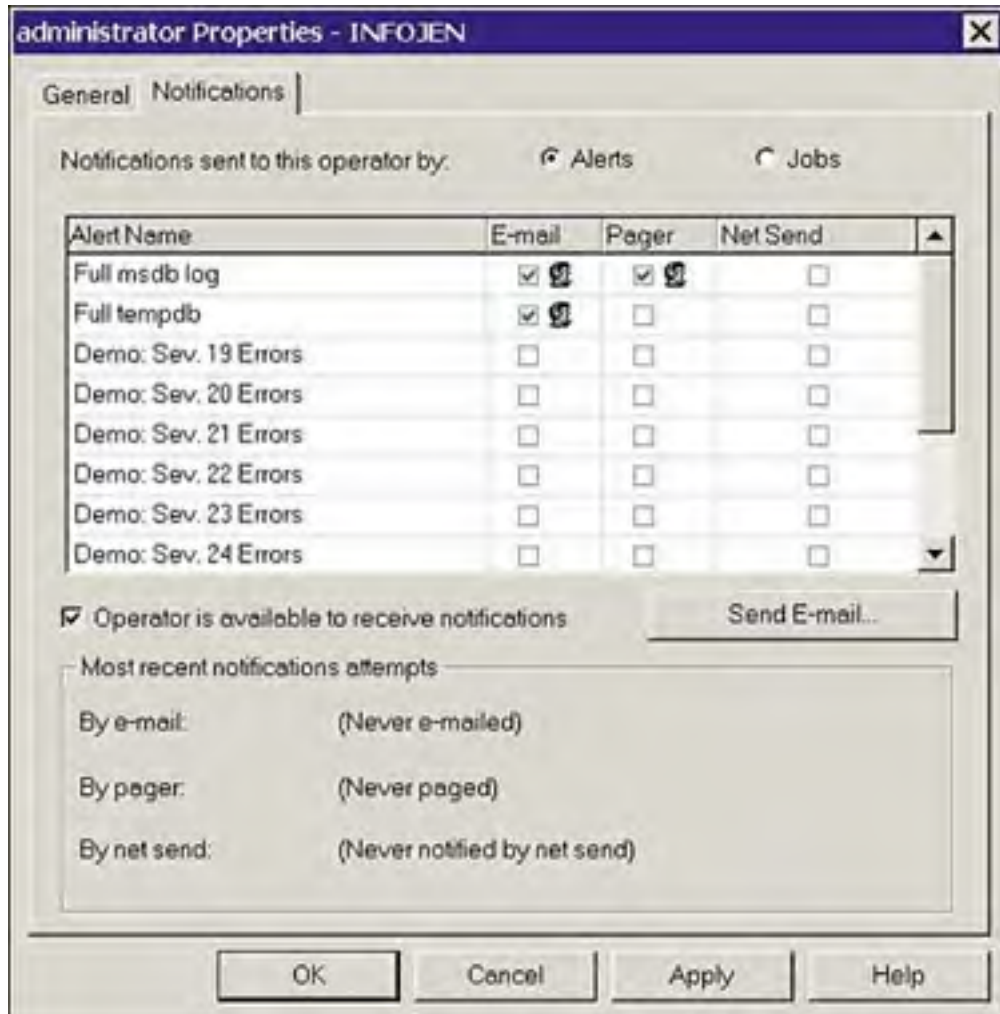 administrator Properties - INFOJEN
General Notifications
Notifications sent to this operator by: Alerts Jobs
Alert Name E-mail Pager Net Send
Full msdb log
Full tempdb
Demo: Sev. 19 Errors
Demo: Sev. 20 Errors
Demo: Sev. 21 Errors
Demo: Sev. 22 Errors
Demo: Sev. 23 Errors
Demo: Sev. 24 Errors
Operator is available to receive notifications Send E-mail...
Most recent notifications attempts
By e-mail: (Never e-mailed)
By pager: (Never paged)
By net send: (Never notified by net send)
OK Cancel Apply Help